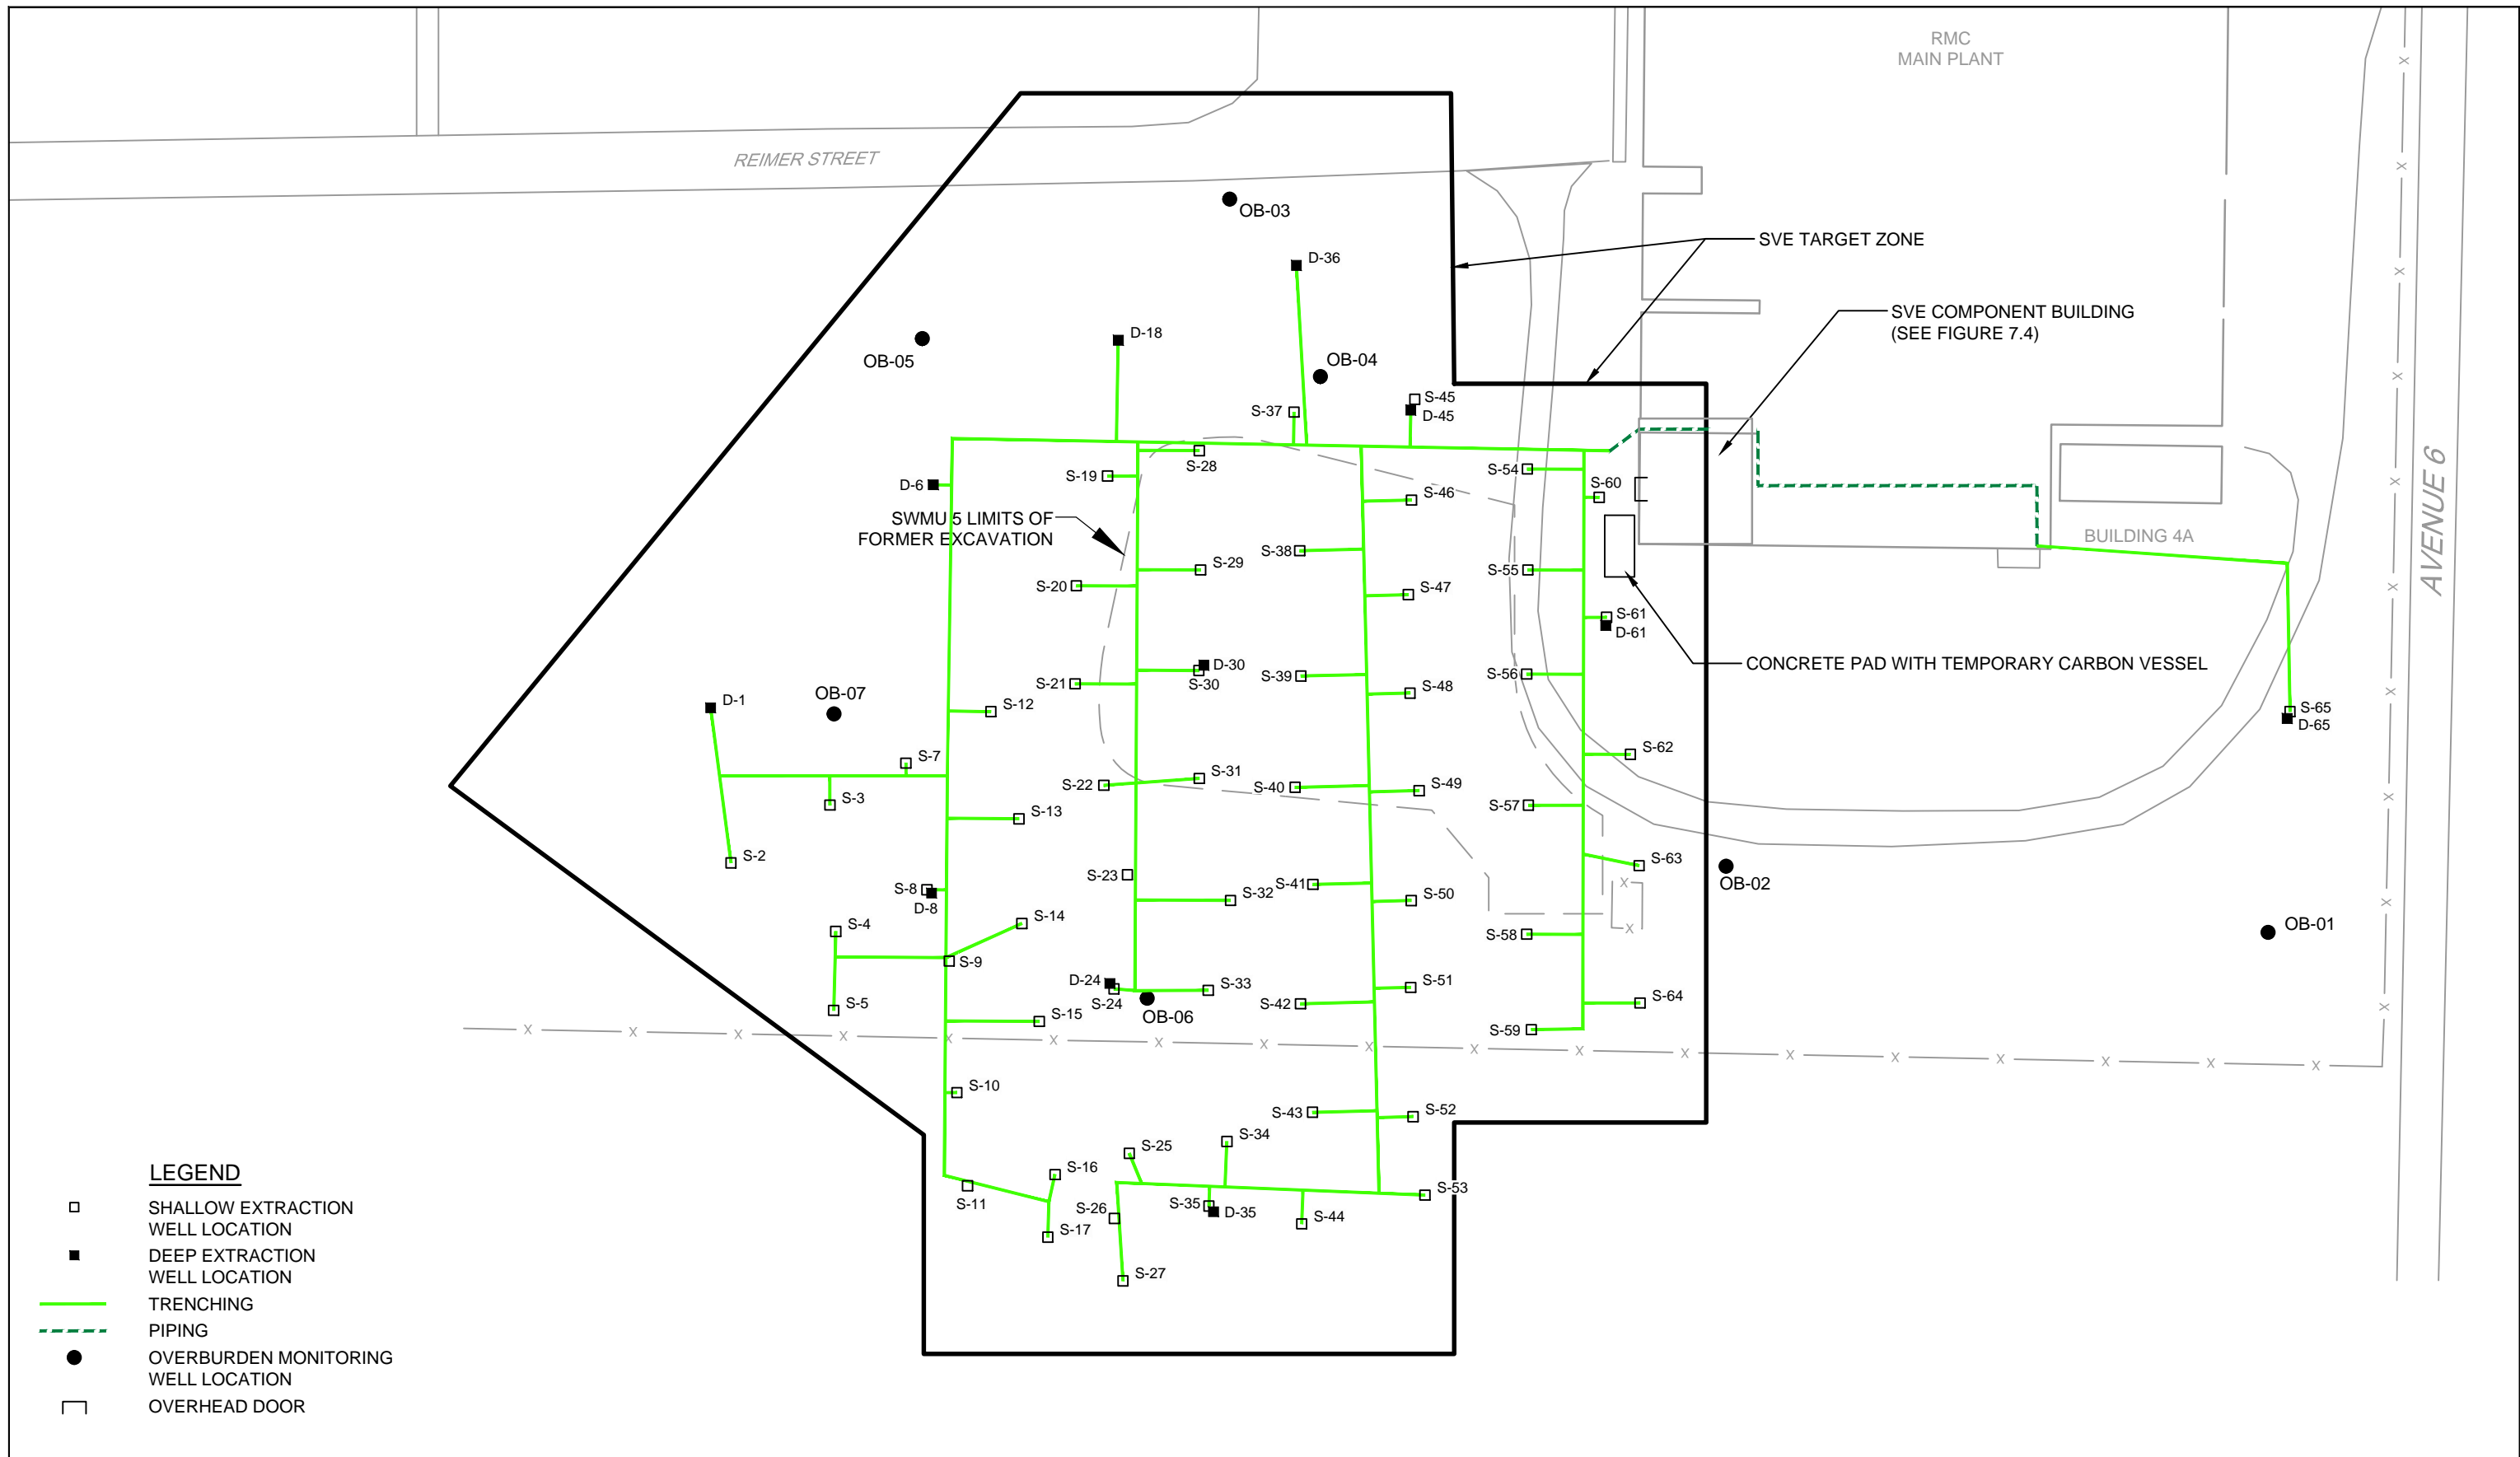 RMC
MAIN PLANT
REIMER STREET
OB-03
SVE TARGET ZONE
D-36
SVE COMPONENT BUILDING
(SEE FIGURE 7.4)
D-18
OB-05
OB-04
S-45
S-37
D-45
S-28
S-54
S-19
D-6
S-60
S-46
AVENUE 6
SWMU 5 LIMITS OF
FORMER EXCAVATION
BUILDING 4A
S-38
S-29
S-55
S-20
S-47
S-61
D-61
CONCRETE PAD WITH TEMPORARY CARBON VESSEL
D-30
S-30
S-39
S-56
S-21
S-48
OB-07
D-1
S-12
S-65
D-65
S-62
S-7
S-31
S-22
S-40
S-49
S-3
S-57
S-13
S-2
S-63
S-23
OB-02
S-41
S-8
D-8
S-32
S-50
S-14
S-4
OB-01
S-58
S-9
D-24
S-24
S-33
S-51
S-5
S-42
S-64
OB-06
S-15
S-59
S-10
S-43
S-52
S-34
S-25
LEGEND
S-16
S-11
S-53
S-35
D-35
S-26
S-44
S-17
S-27
SHALLOW EXTRACTION
WELL LOCATION
DEEP EXTRACTION
WELL LOCATION
TRENCHING
PIPING
OVERBURDEN MONITORING
WELL LOCATION
OVERHEAD DOOR